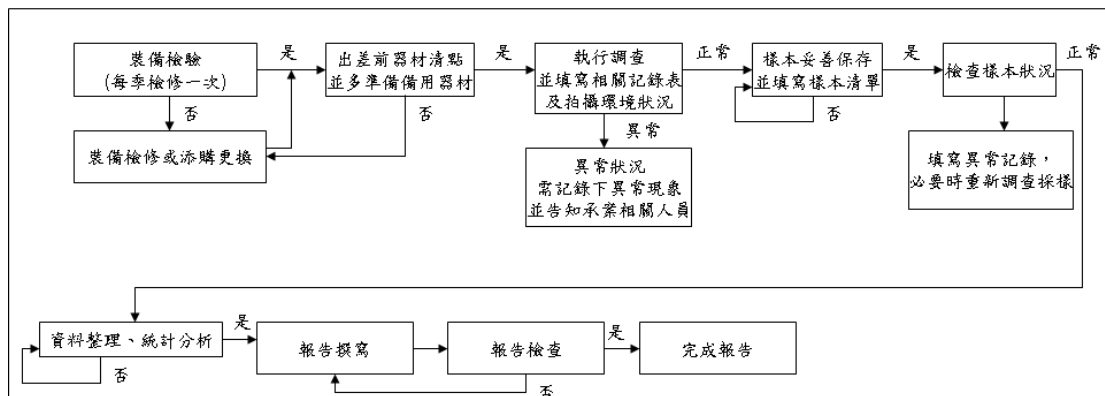 裝備檢驗
(每季檢修一次)
是
出差前器材清點
並多準備備用器材
是
執行調查
並填寫相關記錄表
及拍攝環境狀況
正常
樣本妥善保存
並填寫樣本清單
是
檢查樣本狀況
正常
否
否
異常
否
裝備檢修或添購更換
異常狀況
需記錄下異常現象
並告知承案相關人員
填寫異常記錄，
必要時重新調查採樣
資料整理、統計分析
是
報告撰寫
報告檢查
是
完成報告
否
否